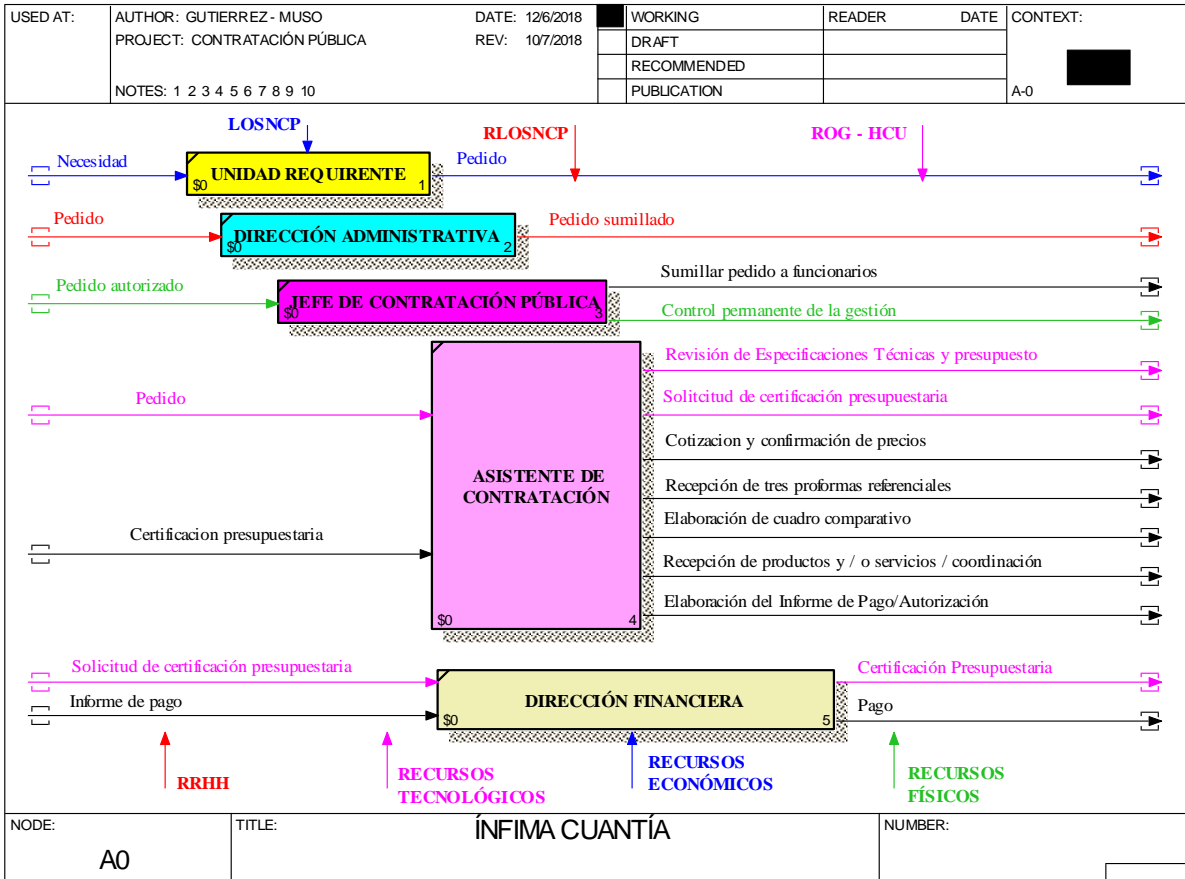 USED AT:
AUTHOR: GUTIERREZ - MUSO
DATE: 12/6/2018
WORKING
READER
DATE
CONTEXT:
PROJECT: CONTRATACIÓN PÚBLICA
REV: 10/7/2018
DRAFT
RECOMMENDED
NOTES: 1 2 3 4 5 6 7 8 9 10
PUBLICATION
A-0
LOSNCP
RLOSNCP
ROG - HCU
Necesidad
UNIDAD REQUIRENTE
$0
1
Pedido
Pedido
DIRECCIÓN ADMINISTRATIVA
$0
2
Pedido sumillado
Pedido autorizado
JEFE DE CONTRATACIÓN PÚBLICA
$0
3
Sumillar pedido a funcionarios
Control permanente de la gestión
Pedido
Certificacion presupuestaria
ASISTENTE DE
CONTRATACIÓN
$0
4
Revisión de Especificaciones Técnicas y presupuesto
Solitcitud de certificación presupuestaria
Cotizacion y confirmación de precios
Recepción de tres proformas referenciales
Elaboración de cuadro comparativo
Recepción de productos y / o servicios / coordinación
Elaboración del Informe de Pago/Autorización
Solicitud de certificación presupuestaria
Informe de pago
DIRECCIÓN FINANCIERA
$0
5
Certificación Presupuestaria
Pago
RRHH
RECURSOS
TECNOLÓGICOS
RECURSOS
ECONÓMICOS
RECURSOS
FÍSICOS
NODE:
A0
TITLE:
ÍNFIMA CUANTÍA
NUMBER: